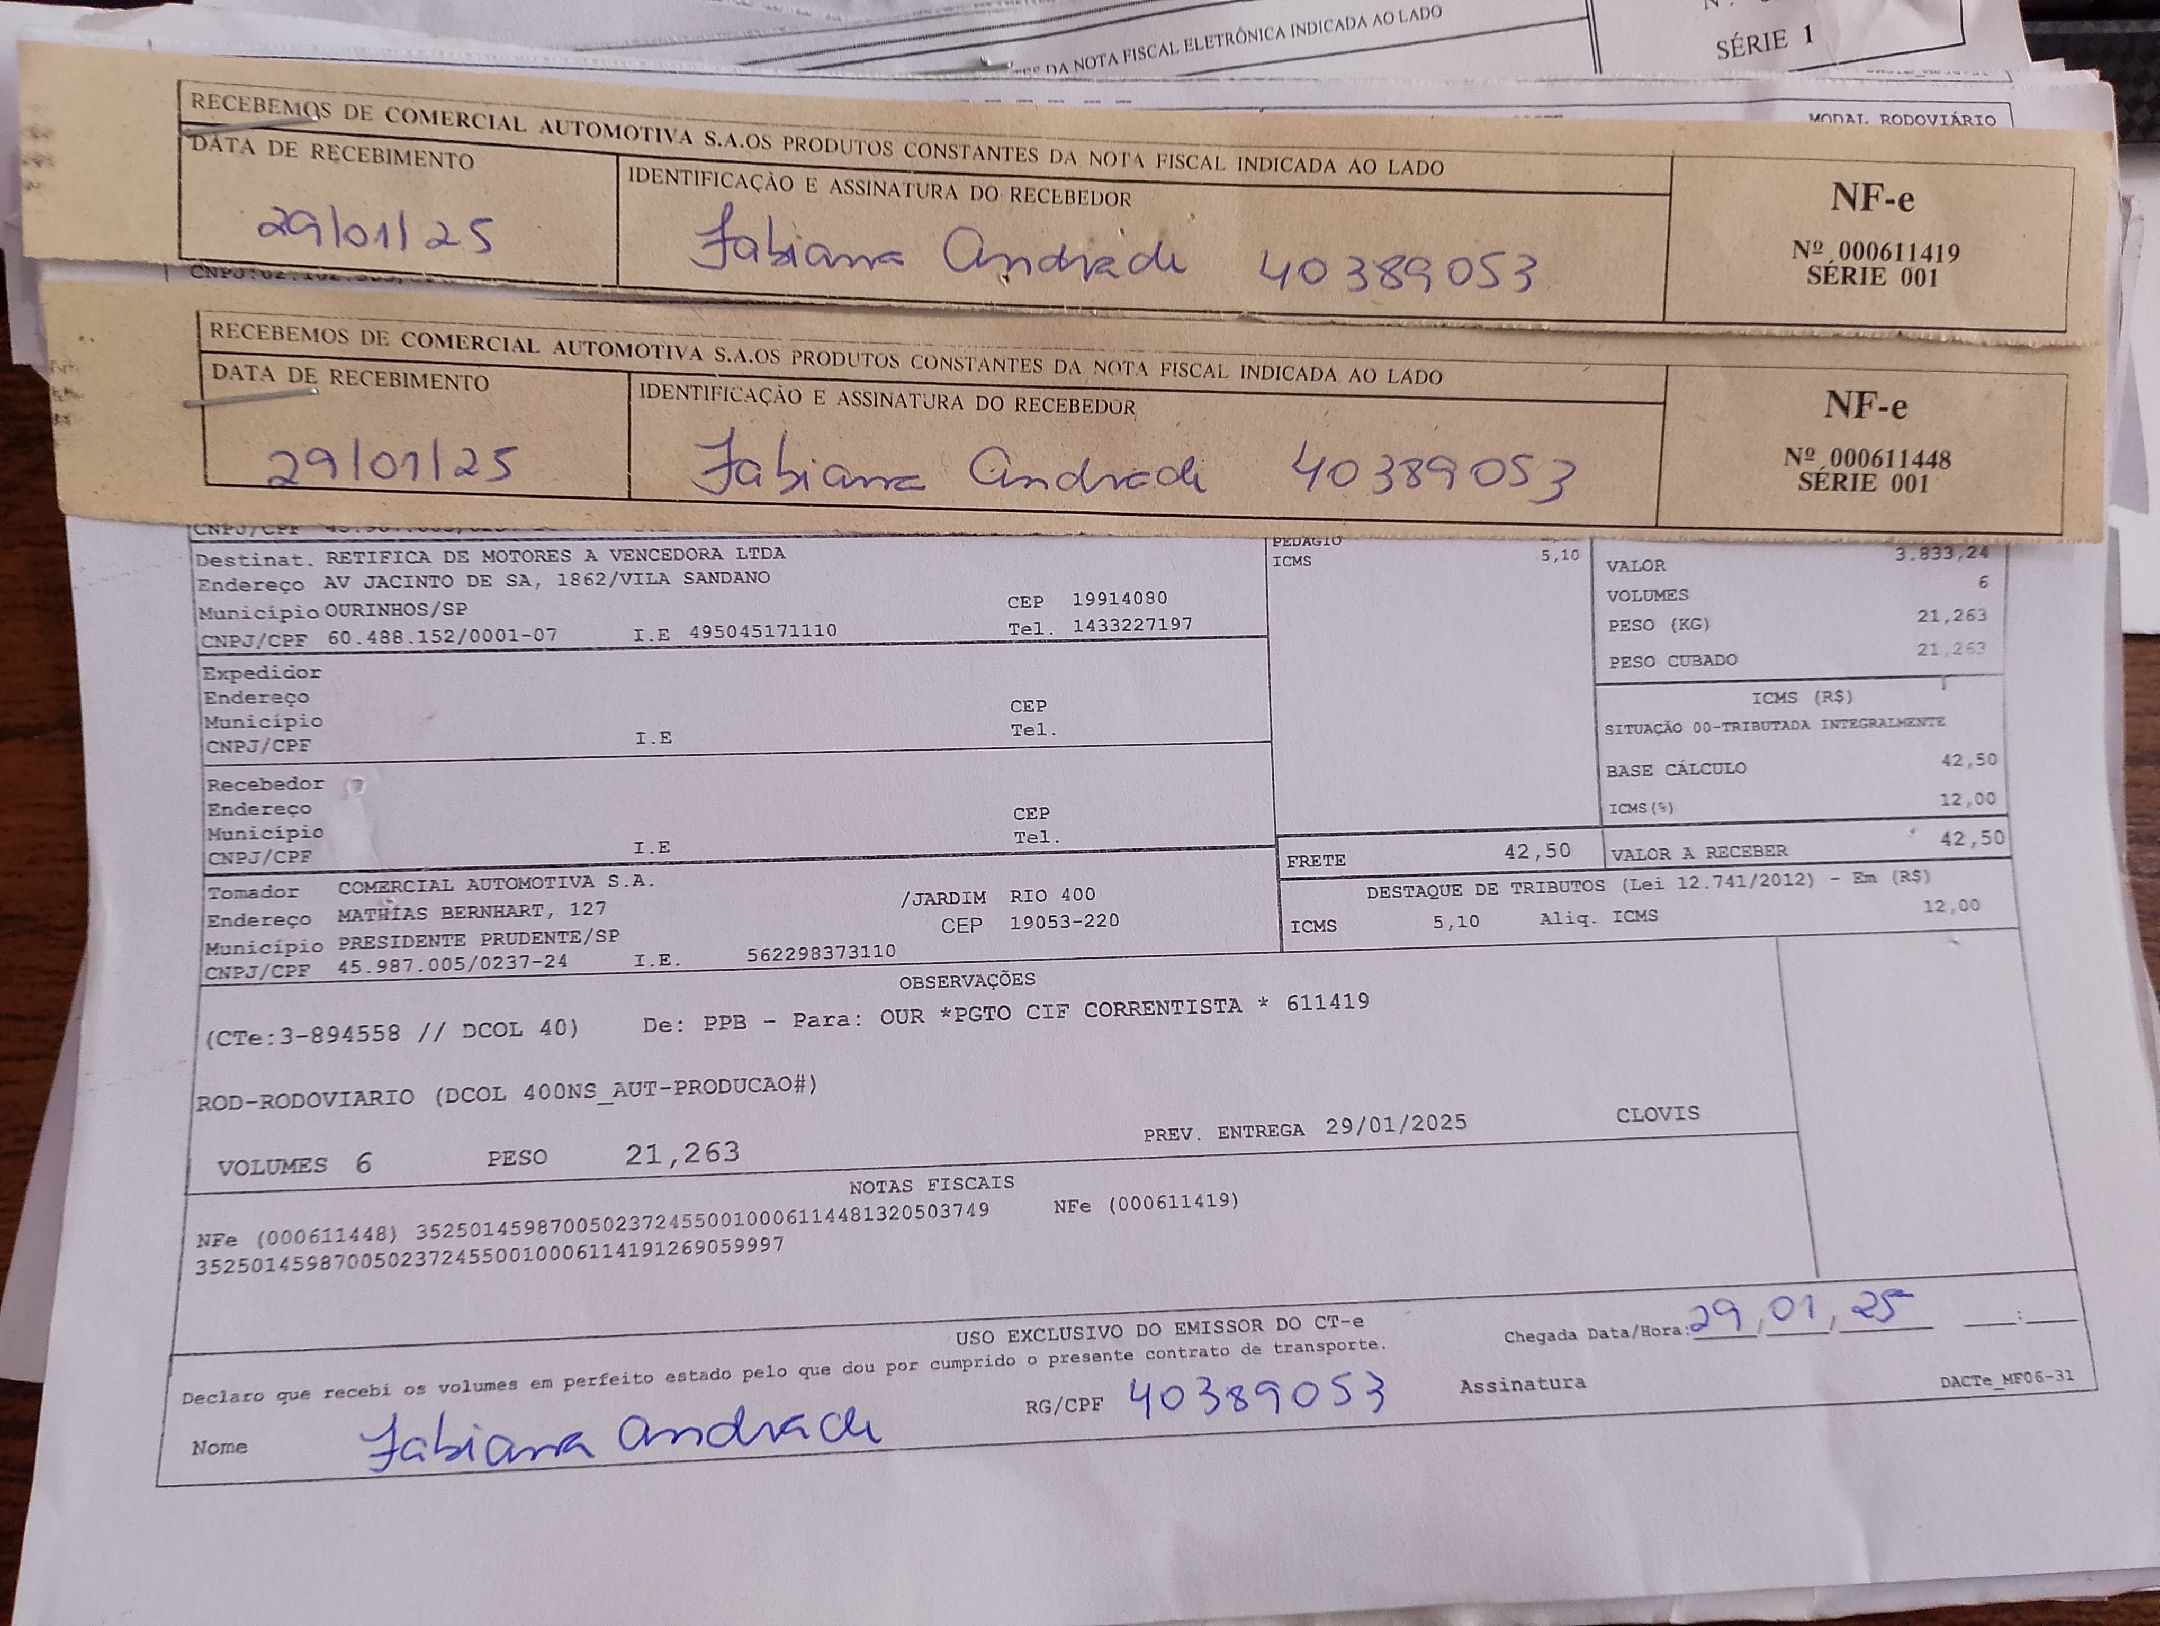 DA NOTA FISCAL ELETRÔNICA INDICADA AO LADO
SÉRIE 1
MODAL RODOVIÁRIO
RECEBEMOS DE COMERCIAL AUTOMOTIVA S.A.OS PRODUTOS CONSTANTES DA NOTA FISCAL INDICADA AO LADO
DATA DE RECEBIMENTO
IDENTIFICAÇÃO E ASSINATURA DO RECEBEDOR
NF-e
29/01/25 Fabiana Andrade 40389053
Nº 000611419
SÉRIE 001
RECEBEMOS DE COMERCIAL AUTOMOTIVA S.A.OS PRODUTOS CONSTANTES DA NOTA FISCAL INDICADA AO LADO
DATA DE RECEBIMENTO
IDENTIFICAÇÃO E ASSINATURA DO RECEBEDOR
NF-e
29/01/25 Fabiana Andrade 40389053
Nº 000611448
SÉRIE 001
CNPJ/CPF
Destinat. RETIFICA DE MOTORES A VENCEDORA LTDA
Endereço AV JACINTO DE SA, 1862/VILA SANDANO
Município OURINHOS/SP CEP 19914080
CNPJ/CPF 60.488.152/0001-07 I.E 495045171110 Tel. 1433227197
Expedidor
Endereço
Município CEP
CNPJ/CPF I.E Tel.
Recebedor
Endereço
Município CEP
CNPJ/CPF I.E Tel.
Tomador COMERCIAL AUTOMOTIVA S.A.
Endereço MATHIAS BERNHART, 127 /JARDIM RIO 400
Município PRESIDENTE PRUDENTE/SP CEP 19053-220
CNPJ/CPF 45.987.005/0237-24 I.E. 562298373110
PEDAGIO
ICMS 5,10
VALOR 3.833,24
VOLUMES 6
PESO (KG) 21,263
PESO CUBADO 21,263
ICMS (R$)
SITUAÇÃO 00-TRIBUTADA INTEGRALMENTE
BASE CÁLCULO 42,50
ICMS(%) 12,00
FRETE 42,50 VALOR A RECEBER 42,50
DESTAQUE DE TRIBUTOS (Lei 12.741/2012) - Em (R$)
ICMS 5,10 Aliq. ICMS 12,00
OBSERVAÇÕES
(CTe:3-894558 // DCOL 40) De: PPB - Para: OUR *PGTO CIF CORRENTISTA * 611419
ROD-RODOVIARIO (DCOL 400NS_AUT-PRODUCAO#)
VOLUMES 6 PESO 21,263 PREV. ENTREGA 29/01/2025 CLOVIS
NOTAS FISCAIS
NFe (000611448) 35250145987005023724550010006114481320503749 NFe (000611419)
35250145987005023724550010006114191269059997
USO EXCLUSIVO DO EMISSOR DO CT-e
Chegada Data/Hora: 29, 01, 25 :
Declaro que recebi os volumes em perfeito estado pelo que dou por cumprido o presente contrato de transporte.
Nome Fabiana Andrade RG/CPF 40389053 Assinatura
DACTe_MF06-31